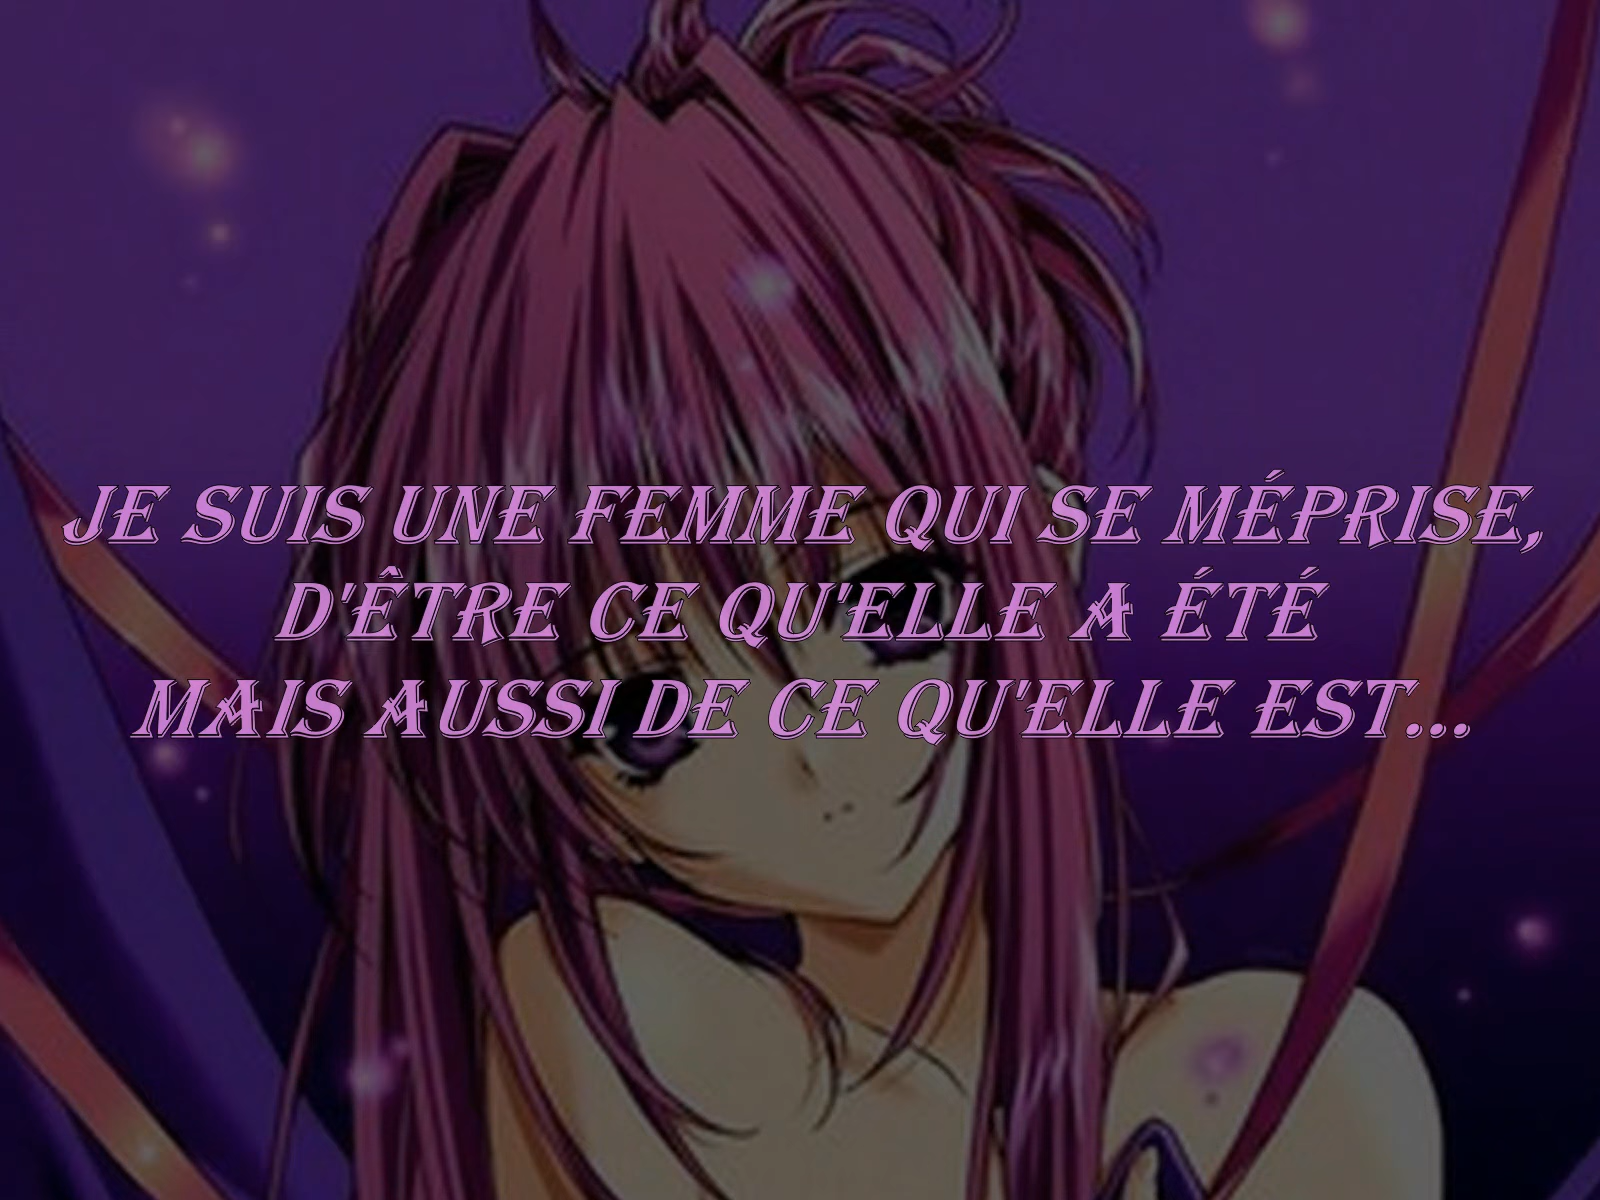 JE SUIS UNE FEMME QUI SE MÉPRISE,
D'ÊTRE CE QU'ELLE A ÉTÉ
MAIS AUSSI DE CE QU'ELLE EST...